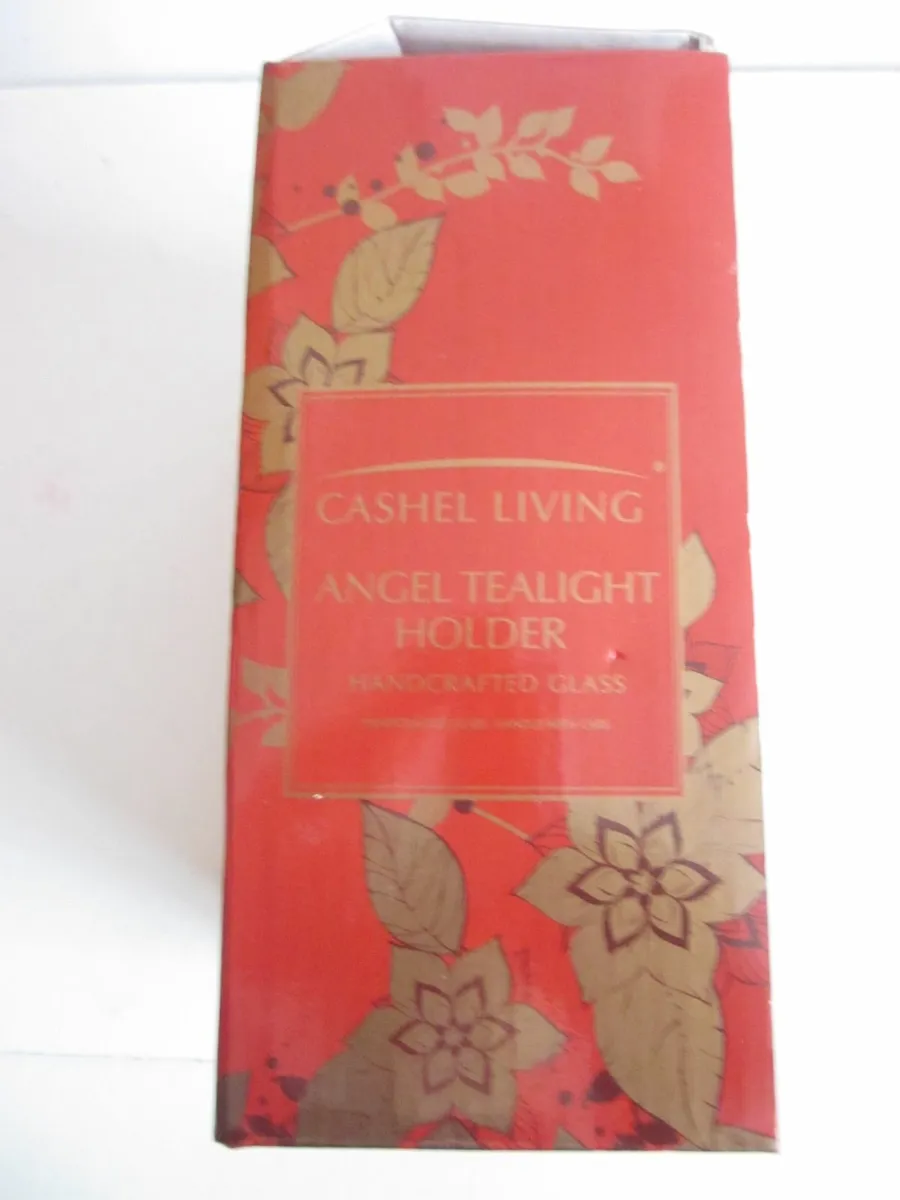 CASHEL LIVING
ANGEL TEALIGHT
HOLDER
HANDCRAFTED GLASS